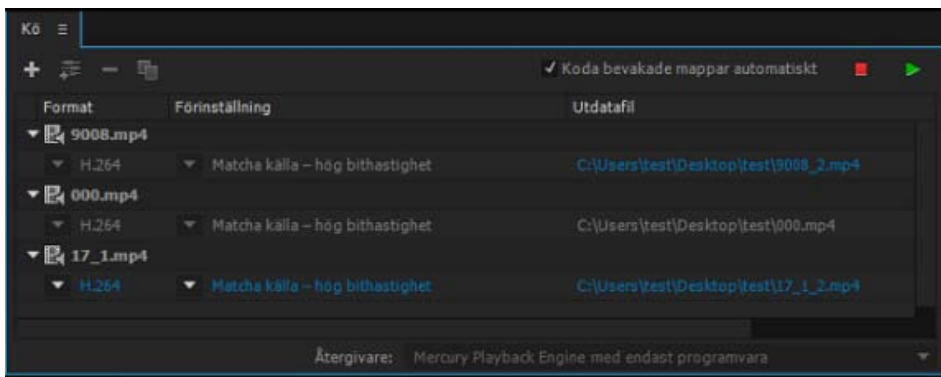 Kö
Koda bevakade mappar automatiskt
Format Förinställning Utdatafil
9008.mp4
H.264 Matcha källa – hög bithastighet C:\Users\test\Desktop\test\9008_2.mp4
000.mp4
H.264 Matcha källa – hög bithastighet C:\Users\test\Desktop\test\000.mp4
17_1.mp4
H.264 Matcha källa – hög bithastighet C:\Users\test\Desktop\test\17_1_2.mp4
Återgivare: Mercury Playback Engine med endast programvara